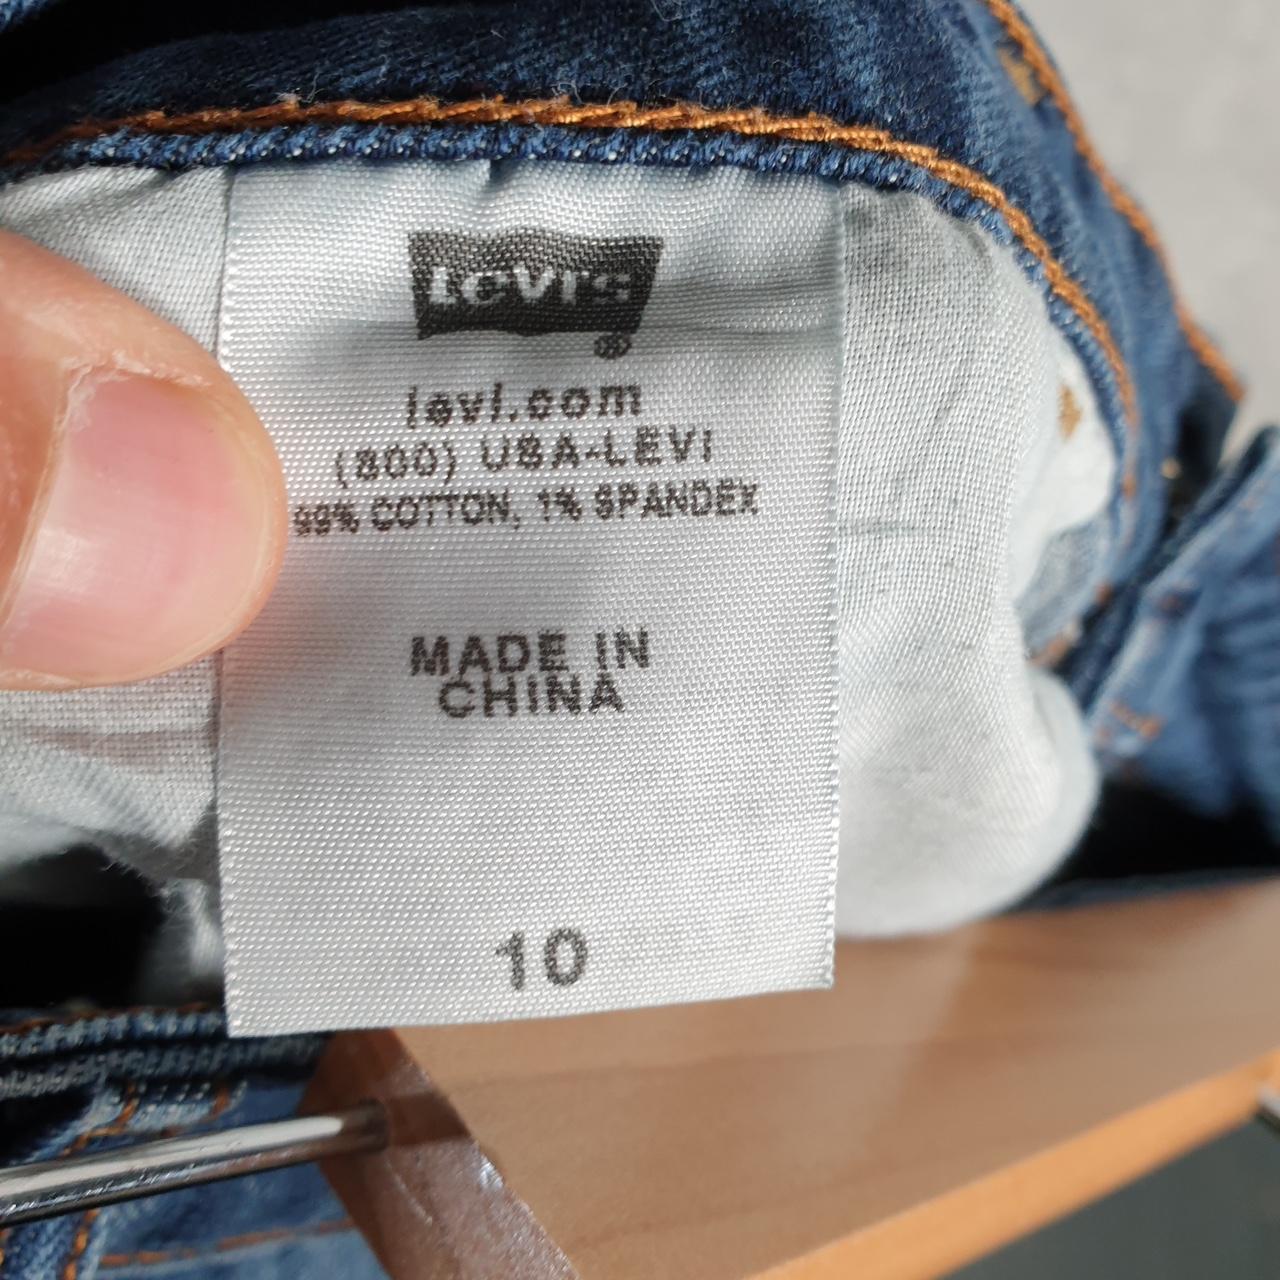 Levi's
®
levi.com
(800) USA-LEVI
99% COTTON, 1% SPANDEX
MADE IN
CHINA
10